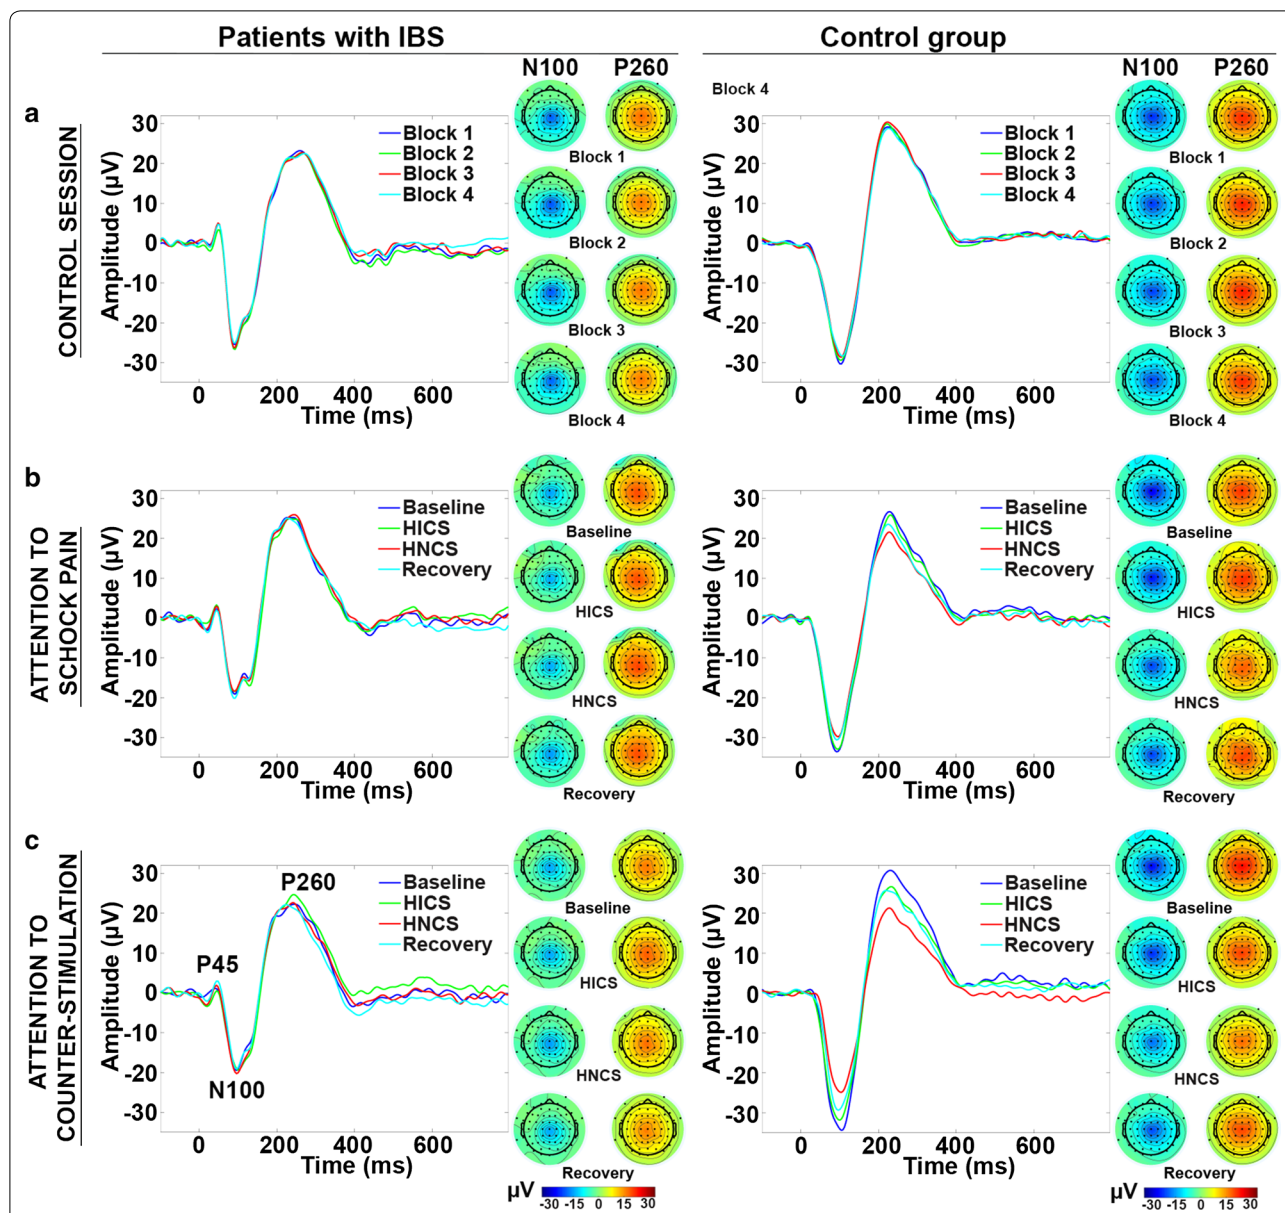 Patients with IBS
Control group
N100 P260
N100 P260
Block 4
a
CONTROL SESSION
Amplitude (µV)
30
20
10
0
-10
-20
-30
Block 1
Block 2
Block 3
Block 4
0 200 400 600
Time (ms)
Block 1
Block 2
Block 3
Block 4
Amplitude (µV)
30
20
10
0
-10
-20
-30
Block 1
Block 2
Block 3
Block 4
0 200 400 600
Time (ms)
Block 1
Block 2
Block 3
Block 4
b
ATTENTION TO
SCHOCK PAIN
Amplitude (µV)
30
20
10
0
-10
-20
-30
Baseline
HICS
HNCS
Recovery
0 200 400 600
Time (ms)
Baseline
HICS
HNCS
Recovery
Amplitude (µV)
30
20
10
0
-10
-20
-30
Baseline
HICS
HNCS
Recovery
0 200 400 600
Time (ms)
Baseline
HICS
HNCS
Recovery
c
ATTENTION TO
COUNTER-STIMULATION
Amplitude (µV)
30
20
10
0
-10
-20
-30
P260
P45
N100
Baseline
HICS
HNCS
Recovery
0 200 400 600
Time (ms)
Baseline
HICS
HNCS
Recovery
µV
-30 -15 0 15 30
Amplitude (µV)
30
20
10
0
-10
-20
-30
Baseline
HICS
HNCS
Recovery
0 200 400 600
Time (ms)
Baseline
HICS
HNCS
Recovery
µV
-30 -15 0 15 30